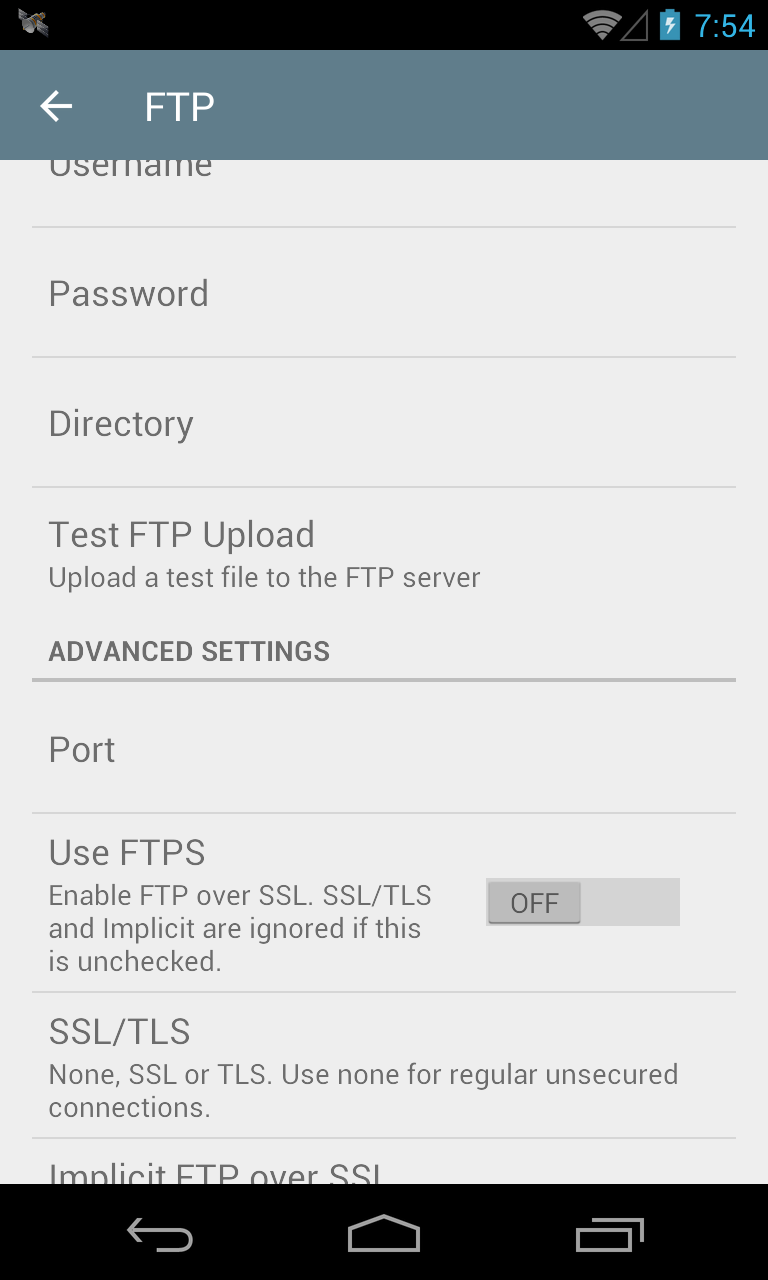 7:54
FTP
Username
Password
Directory
Test FTP Upload
Upload a test file to the FTP server
ADVANCED SETTINGS
Port
Use FTPS
Enable FTP over SSL. SSL/TLS
and Implicit are ignored if this
is unchecked.
OFF
SSL/TLS
None, SSL or TLS. Use none for regular unsecured
connections.
Implicit FTP over SSL